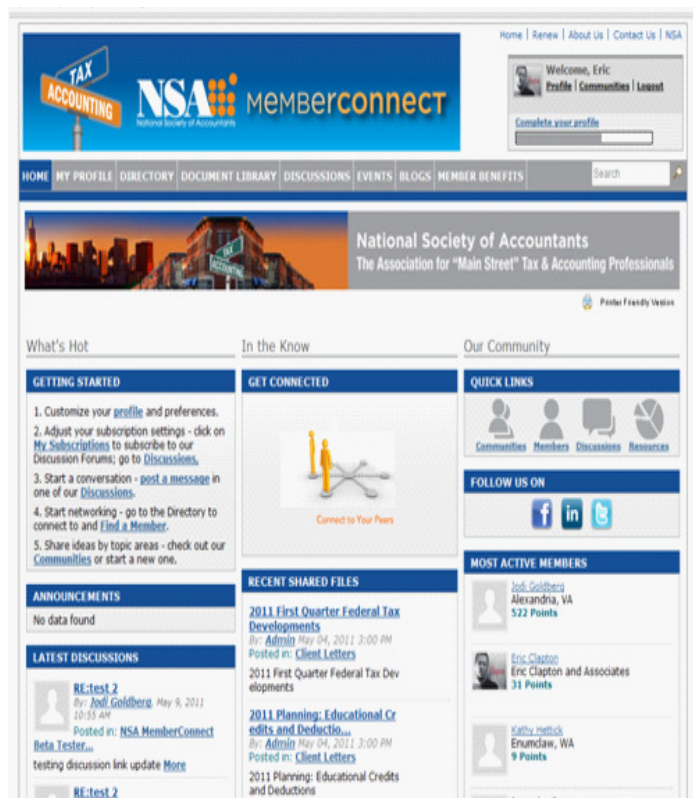 Home | Renew | About Us | Contact Us | NSA
TAX
ACCOUNTING
NSA
National Society of Accountants
MEMBERCONNECT
Welcome, Eric
Profile | Communities | Logout
Complete your profile
HOME MY PROFILE DIRECTORY DOCUMENT LIBRARY DISCUSSIONS EVENTS BLOGS MEMBER BENEFITS
Search
TAX
ACCOUNTING
National Society of Accountants
The Association for "Main Street" Tax & Accounting Professionals
Printer Friendly Version
What's Hot
GETTING STARTED
1. Customize your profile and preferences.
2. Adjust your subscription settings - click on
My Subscriptions to subscribe to our
Discussion Forums; go to Discussions.
3. Start a conversation - post a message in
one of our Discussions.
4. Start networking - go to the Directory to
connect to and Find a Member.
5. Share ideas by topic areas - check out our
Communities or start a new one.
ANNOUNCEMENTS
No data found
LATEST DISCUSSIONS
RE:test 2
By: Jodi Goldberg, May 9, 2011
10:55 AM
Posted in: NSA MemberConnect
Beta Tester...
testing discussion link update More
RE:test 2
In the Know
GET CONNECTED
Connect to Your Peers
RECENT SHARED FILES
2011 First Quarter Federal Tax
Developments
By: Admin May 04, 2011 3:00 PM
Posted in: Client Letters
2011 First Quarter Federal Tax Dev
elopments
2011 Planning: Educational Cr
edits and Deductio...
By: Admin May 04, 2011 3:00 PM
Posted in: Client Letters
2011 Planning: Educational Credits
and Deductions
Our Community
QUICK LINKS
Communities Members Discussions Resources
FOLLOW US ON
MOST ACTIVE MEMBERS
Jodi Goldberg
Alexandria, VA
522 Points
Eric Clapton
Eric Clapton and Associates
31 Points
Kathy Hettick
Enumclaw, WA
9 Points